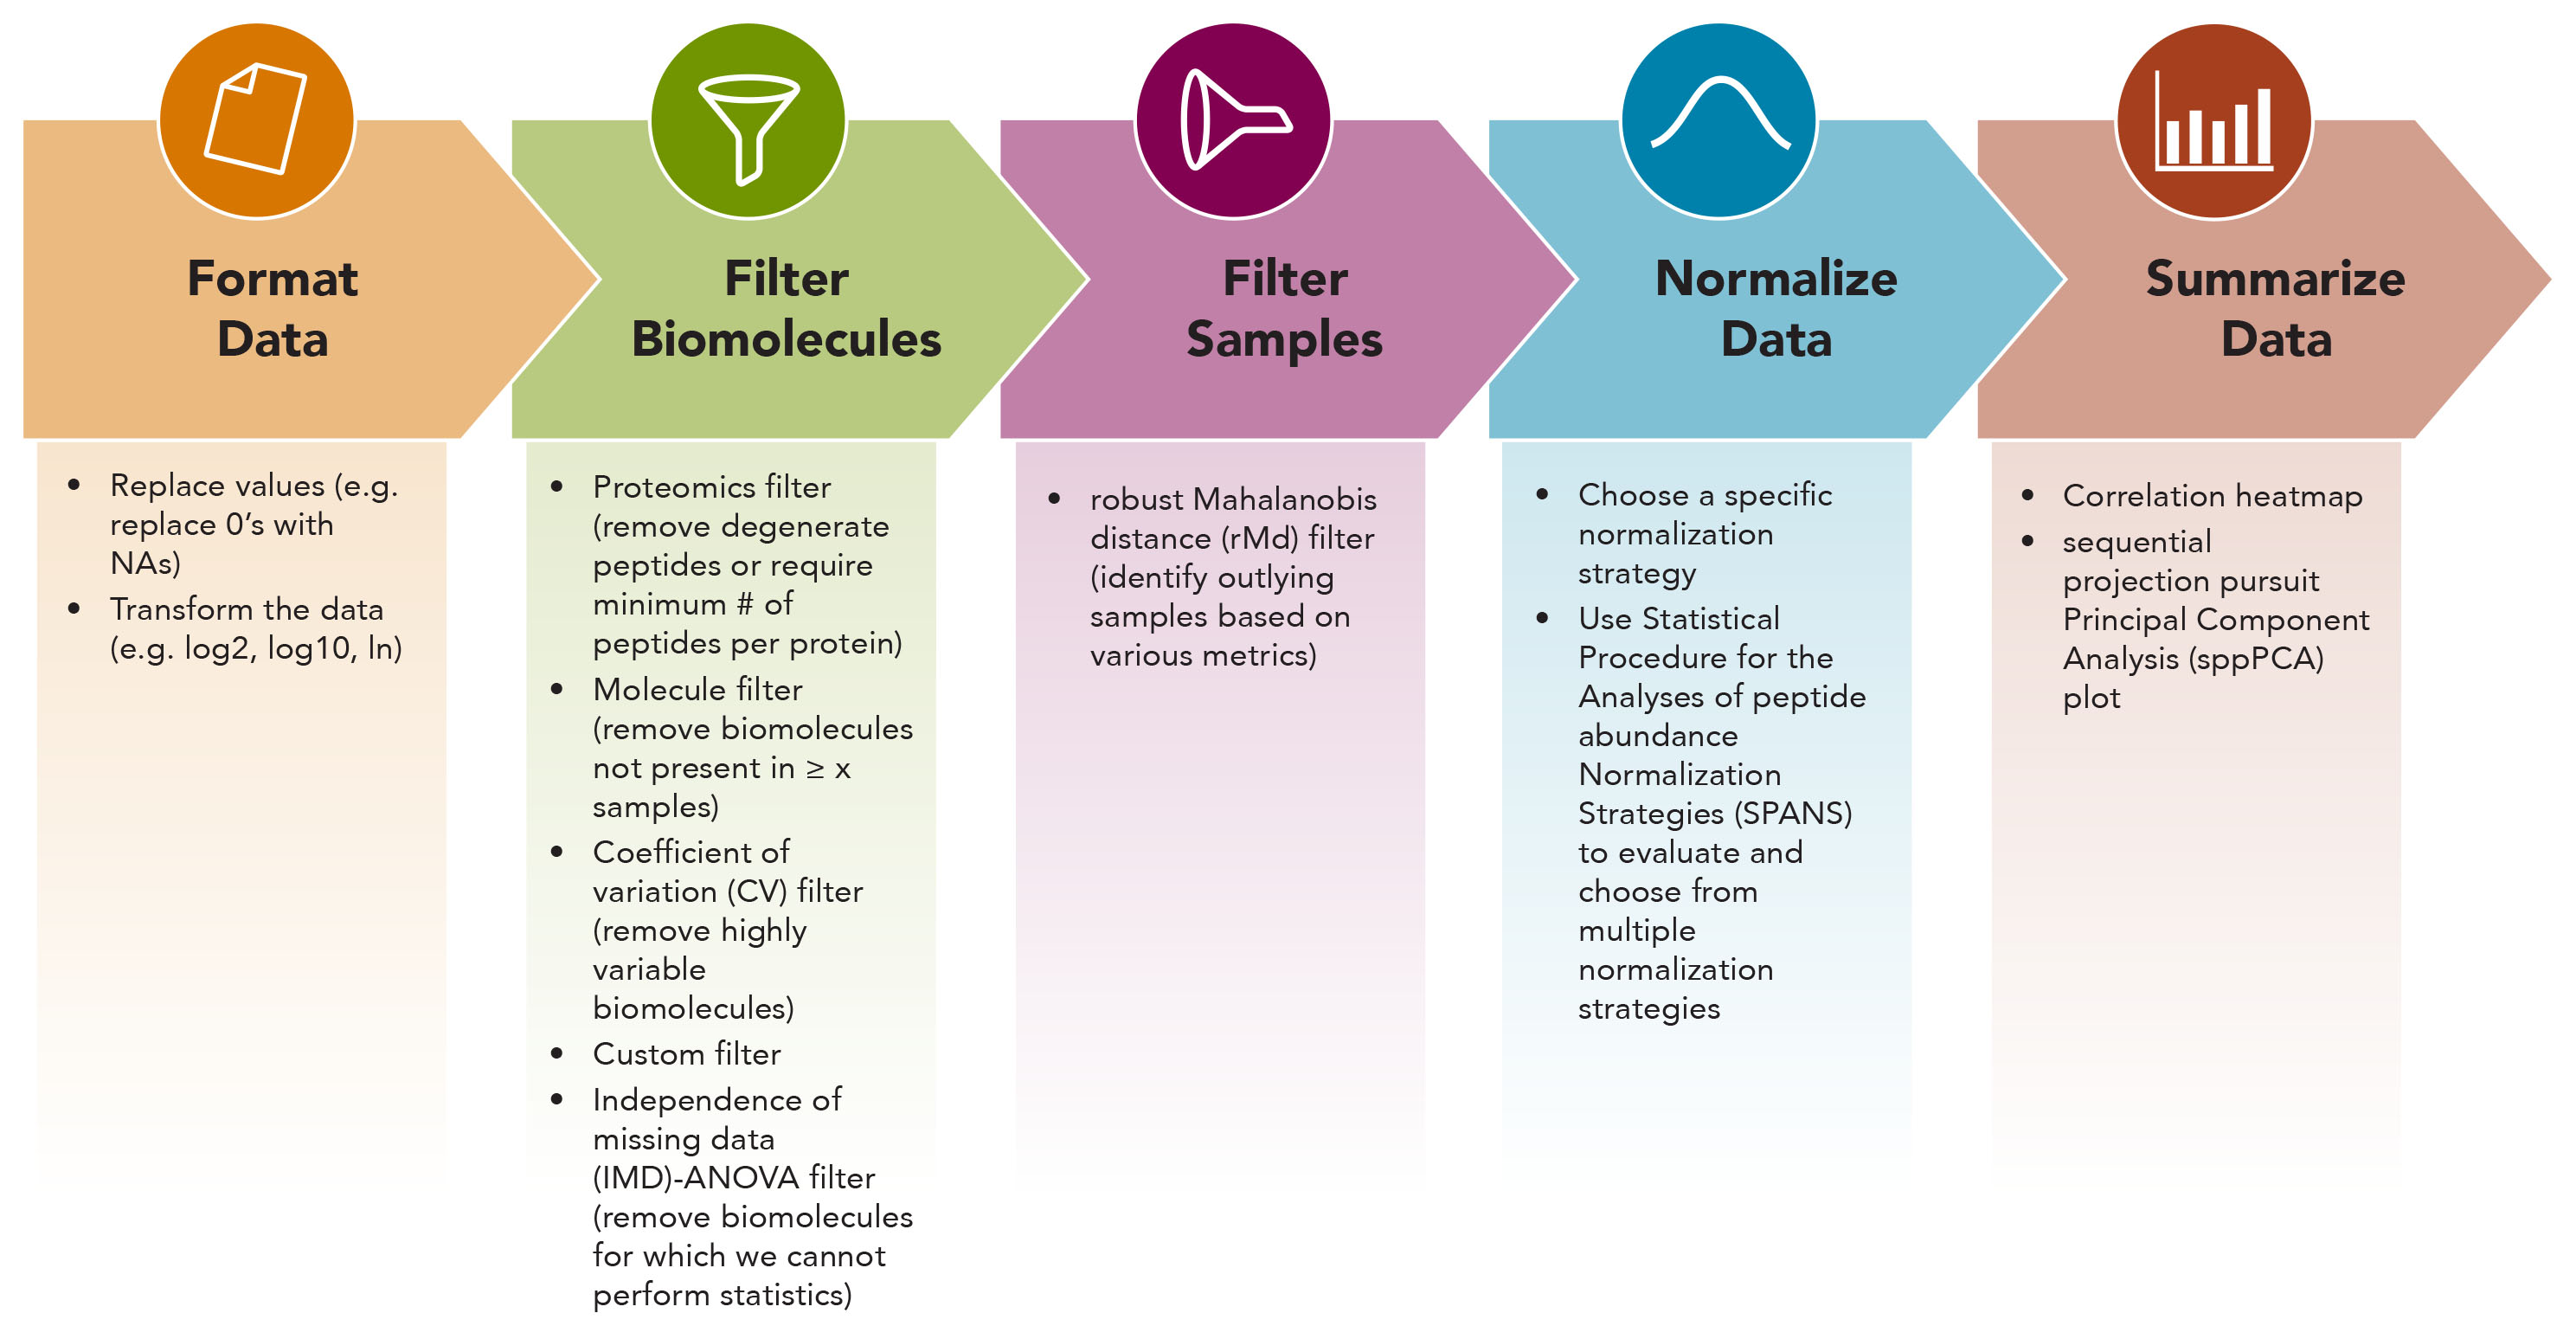 Format
Data
Filter
Biomolecules
Filter
Samples
Normalize
Data
Summarize
Data
• Replace values (e.g.
replace 0’s with
NAs)
• Transform the data
(e.g. log2, log10, ln)
• Proteomics filter
(remove degenerate
peptides or require
minimum # of
peptides per protein)
• Molecule filter
(remove biomolecules
not present in ≥ x
samples)
• Coefficient of
variation (CV) filter
(remove highly
variable
biomolecules)
• Custom filter
• Independence of
missing data
(IMD)-ANOVA filter
(remove biomolecules
for which we cannot
perform statistics)
• robust Mahalanobis
distance (rMd) filter
(identify outlying
samples based on
various metrics)
• Choose a specific
normalization
strategy
• Use Statistical
Procedure for the
Analyses of peptide
abundance
Normalization
Strategies (SPANS)
to evaluate and
choose from
multiple
normalization
strategies
• Correlation heatmap
• sequential
projection pursuit
Principal Component
Analysis (sppPCA)
plot